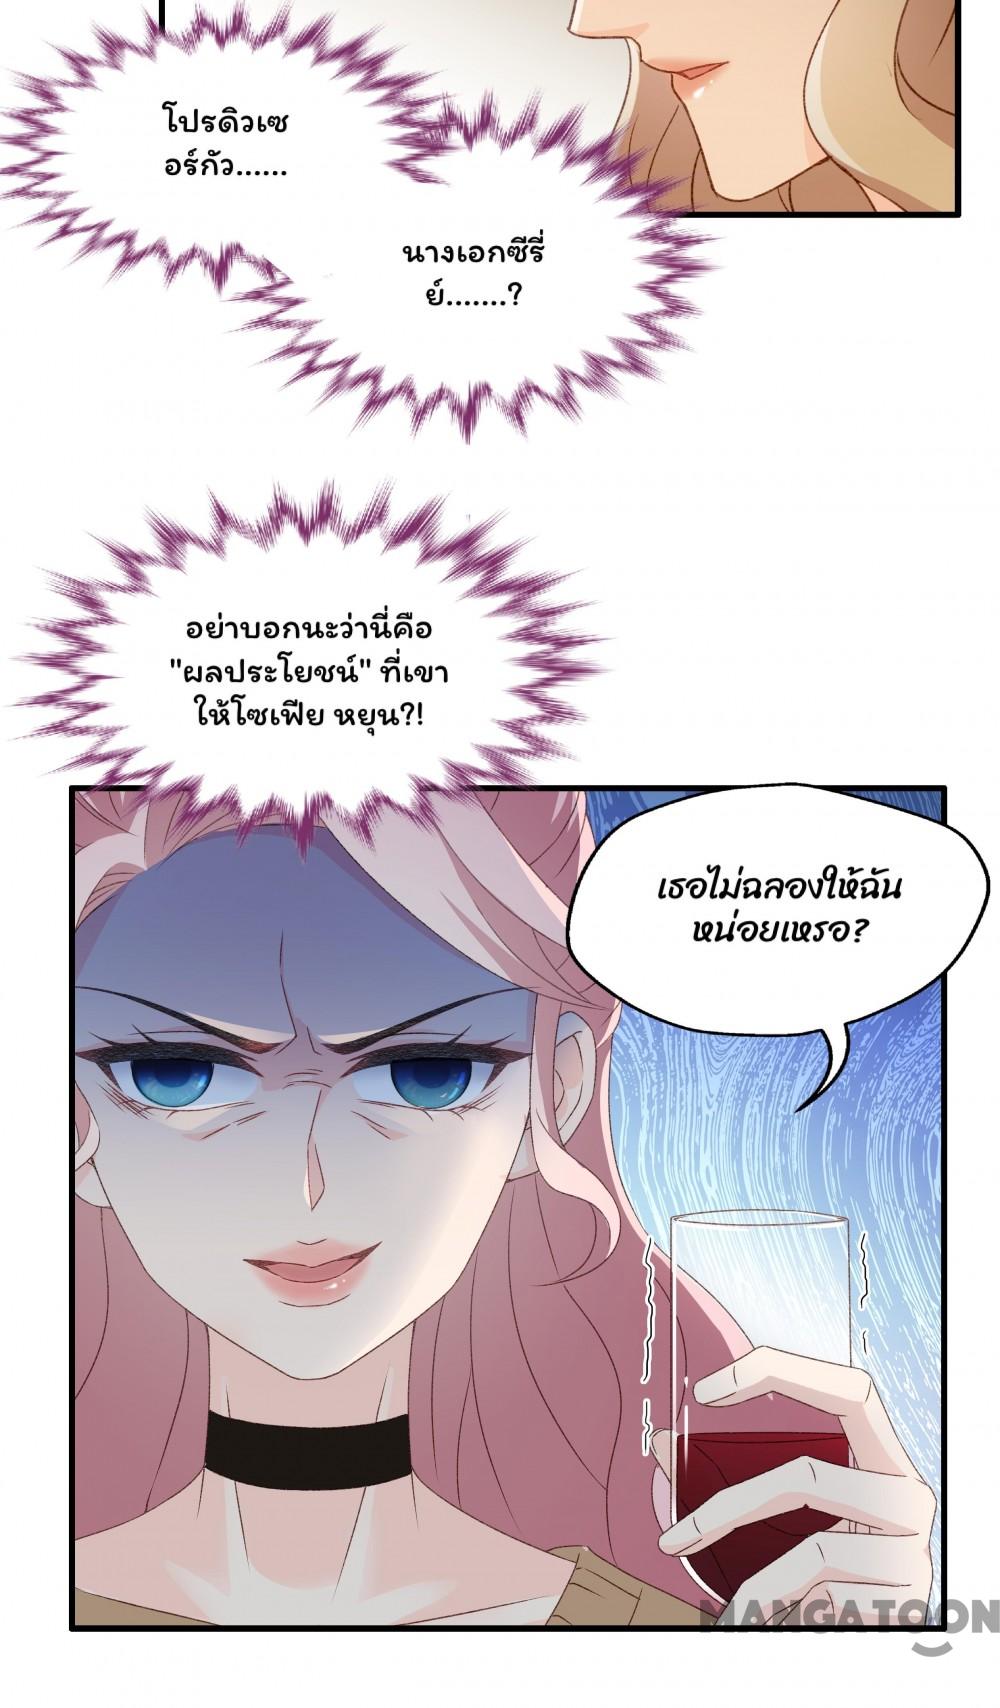 โปรดิวเซ
อร์กัว......
นางเอกซีรี่
ย์.......?
อย่าบอกนะว่านี่คือ
"ผลประโยชน์" ที่เขา
ให้โซเฟีย หยุน?!
เธอไม่ฉลองให้ฉัน
หน่อยเหรอ?
MANGATOON